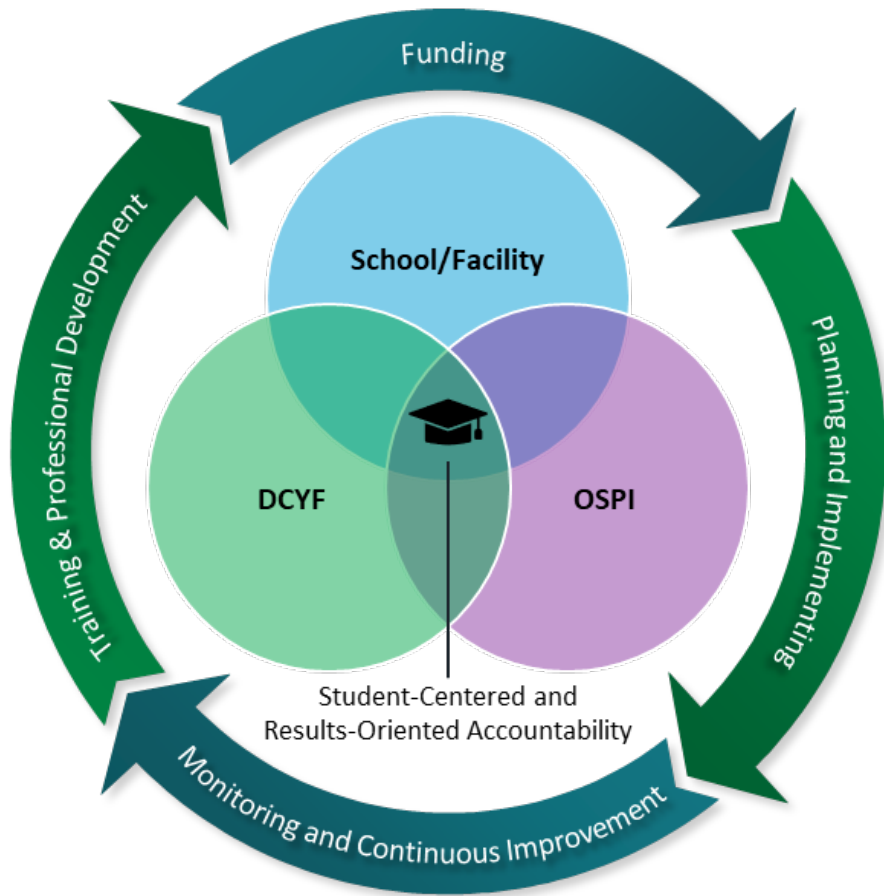 Funding
Planning and Implementing
Monitoring and Continuous Improvement
Training & Professional Development
School/Facility
DCYF
OSPI
Student-Centered and
Results-Oriented Accountability